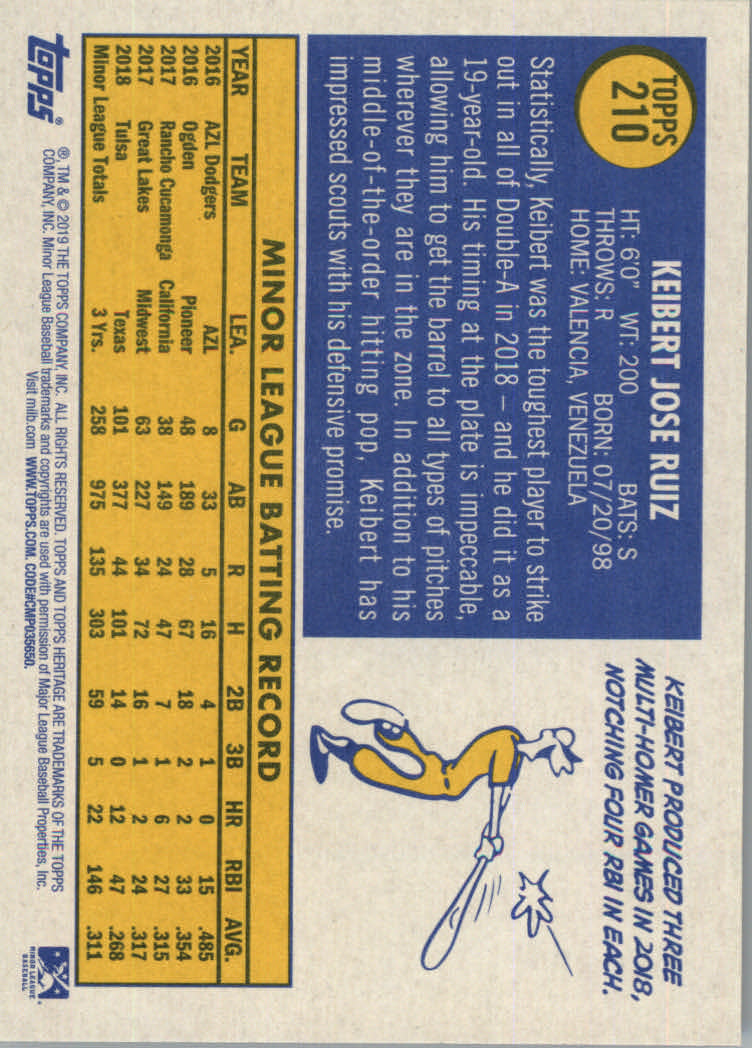 TOPPS
210
KEIBERT JOSE RUIZ
HT: 6'0" WT: 200 BATS: S
THROWS: R BORN: 07/20/98
HOME: VALENCIA, VENEZUELA
Statistically, Keibert was the toughest player to strike
out in all of Double-A in 2018 – and he did it as a
19-year-old. His timing at the plate is impeccable,
allowing him to get the barrel to all types of pitches
wherever they are in the zone. In addition to his
middle-of-the-order hitting pop, Keibert has
impressed scouts with his defensive promise.
KEIBERT PRODUCED THREE
MULTI-HOMER GAMES IN 2018,
NOTCHING FOUR RBI IN EACH.
MINOR LEAGUE BATTING RECORD
YEAR TEAM LEA. G AB R H 2B 3B HR RBI AVG.
2016 AZL Dodgers AZL 8 33 5 16 4 1 0 15 .485
2016 Ogden Pioneer 48 189 28 67 18 2 2 33 .354
2017 Rancho Cucamonga California 38 149 24 47 7 1 6 27 .315
2017 Great Lakes Midwest 63 227 34 72 16 1 2 24 .317
2018 Tulsa Texas 101 377 44 101 14 0 12 47 .268
Minor League Totals 3 Yrs. 258 975 135 303 59 5 22 146 .311
topps®
®, TM & © 2019 THE TOPPS COMPANY, INC. ALL RIGHTS RESERVED. TOPPS AND TOPPS HERITAGE ARE TRADEMARKS OF THE TOPPS
COMPANY, INC. Minor League Baseball trademarks and copyrights are used with permission of Major League Baseball Properties, Inc.
Visit milb.com WWW.TOPPS.COM. CODE#CMP035650.
MINOR LEAGUE
BASEBALL